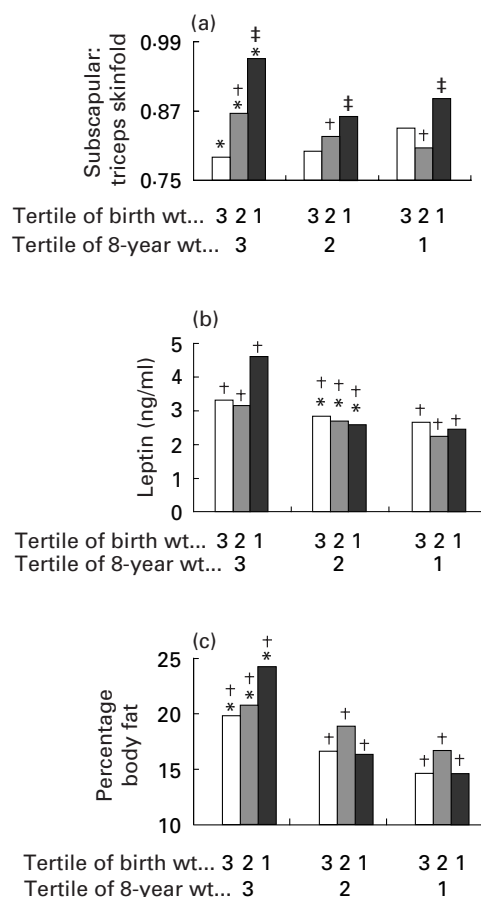 (a)
‡
0·99
†
*
‡
‡
Subscapular:
triceps skinfold
0·87
*
*
†
†
0·75
Tertile of birth wt... 3 2 1 3 2 1 3 2 1
Tertile of 8-year wt... 3 2 1
(b)
5
†
4
Leptin (ng/ml)
† †
† † †
* * *
† † †
3
2
1
0
Tertile of birth wt... 3 2 1 3 2 1 3 2 1
Tertile of 8-year wt... 3 2 1
(c)
†
*
25
† †
* *
Percentage
body fat
20
† † †
† † †
15
10
Tertile of birth wt... 3 2 1 3 2 1 3 2 1
Tertile of 8-year wt... 3 2 1